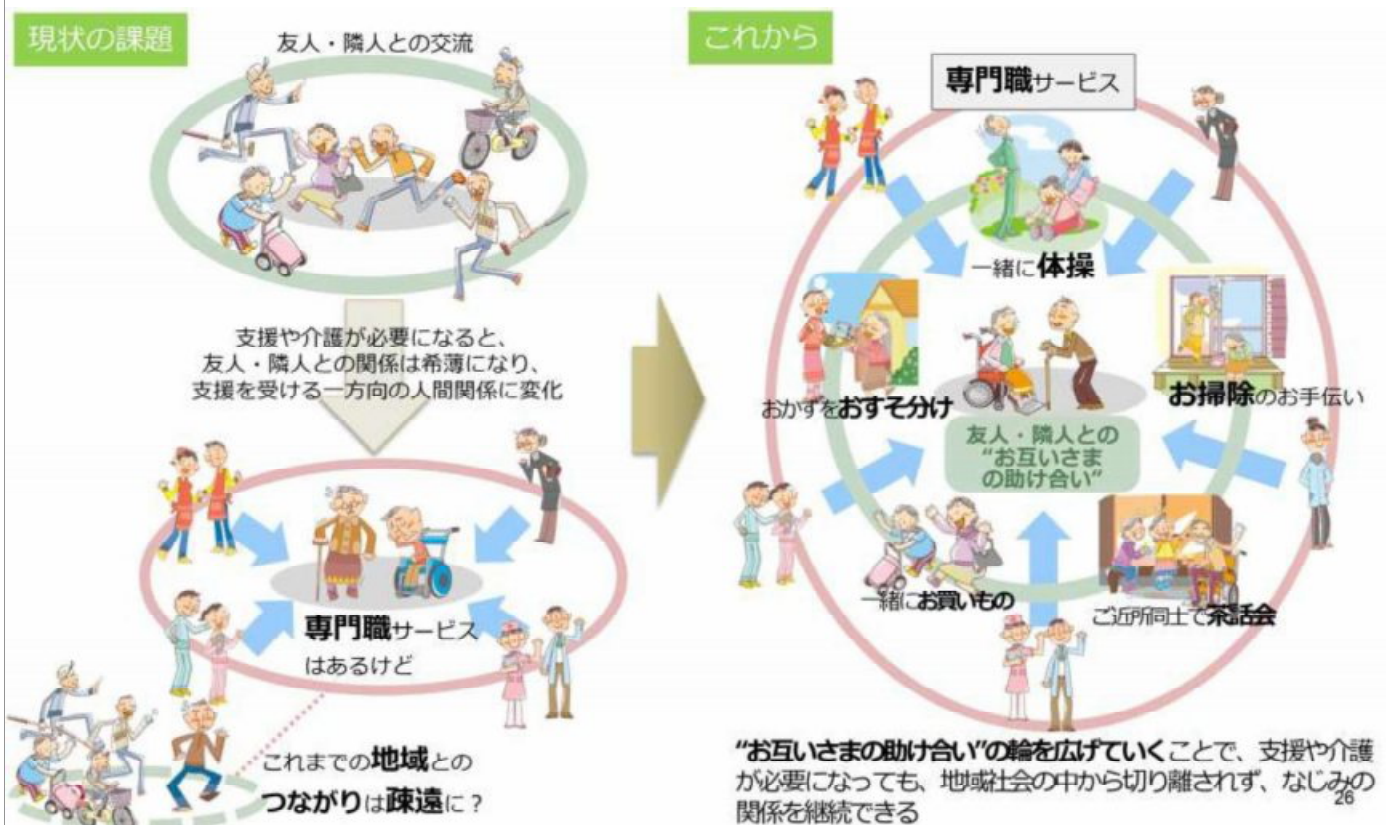 現状の課題
友人・隣人との交流
支援や介護が必要になると、
友人・隣人との関係は希薄になり、
支援を受ける一方向の人間関係に変化
専門職サービス
はあるけど
これまでの地域との
つながりは疎遠に？
これから
専門職サービス
一緒に体操
おかずをおすそ分け
お掃除のお手伝い
友人・隣人との
“お互いさま
の助け合い”
一緒にお買いもの
ご近所同士で茶話会
“お互いさまの助け合い”の輪を広げていくことで、支援や介護
が必要になっても、地域社会の中から切り離されず、なじみの
関係を継続できる
26